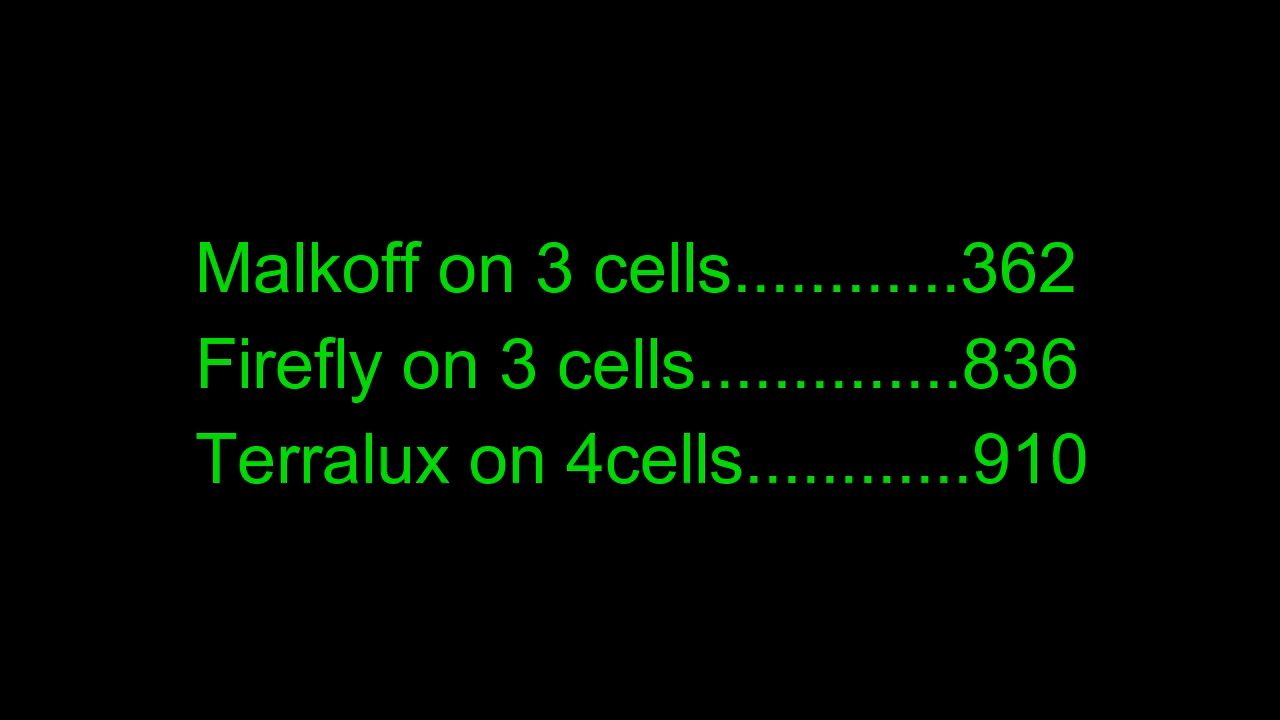 Malkoff on 3 cells............362
Firefly on 3 cells..............836
Terralux on 4cells............910